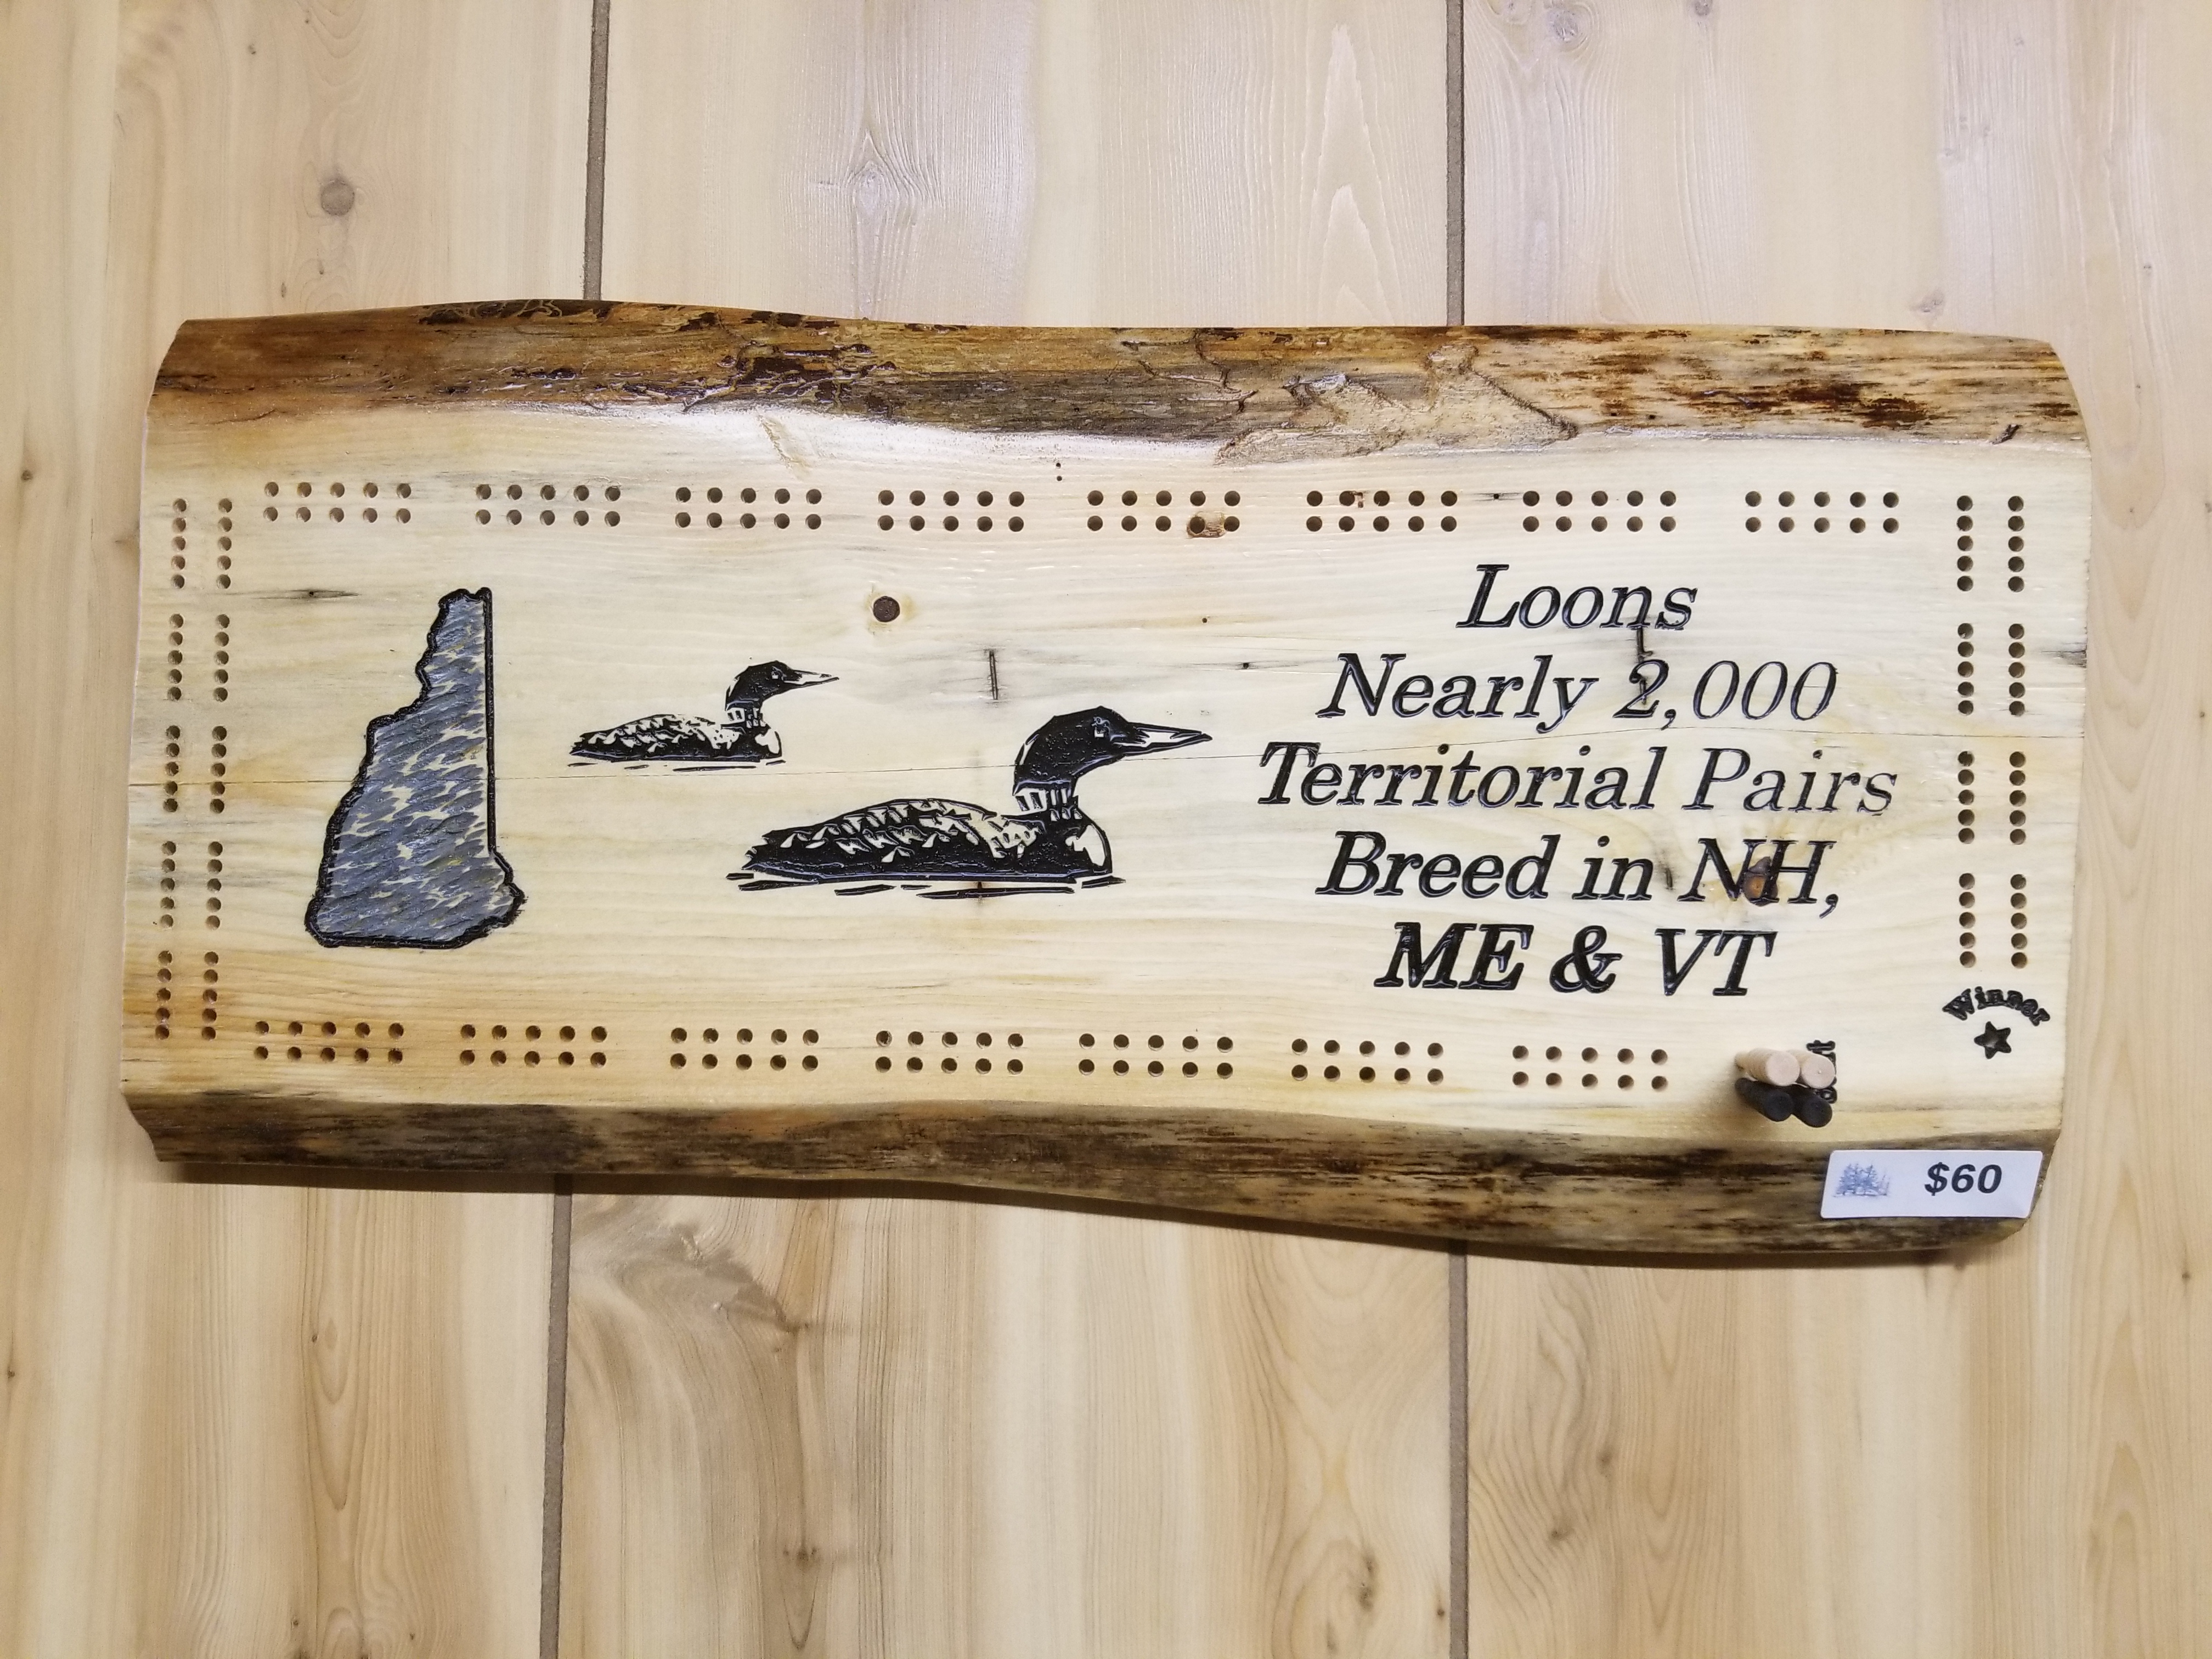 Loons
Nearly 2,000
Territorial Pairs
Breed in NH,
ME & VT
Winner
$60